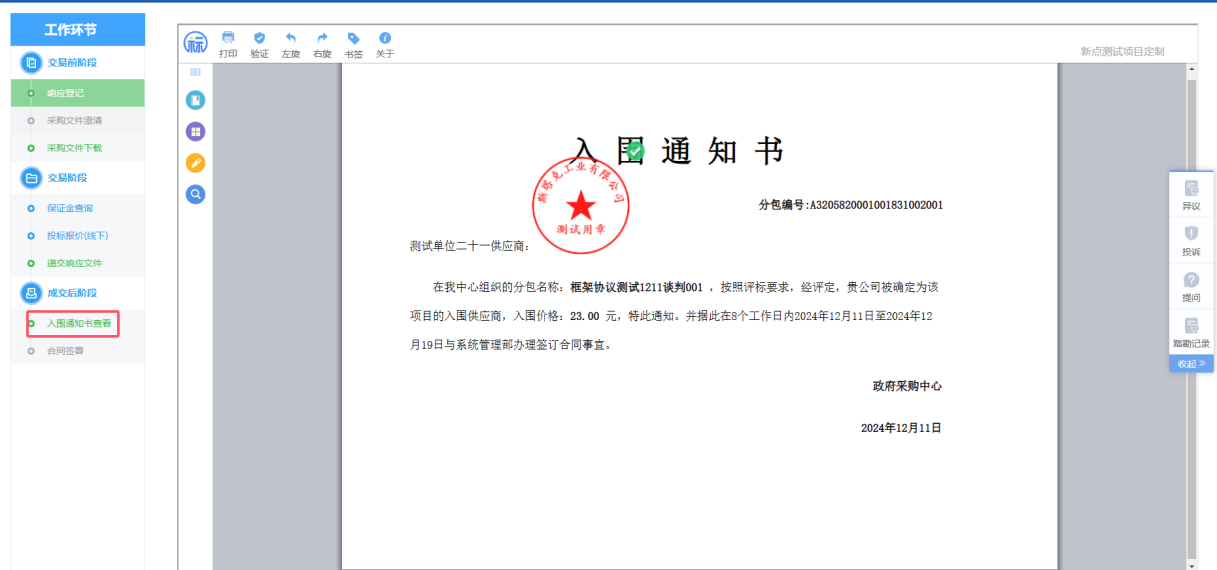 工作环节
交易前阶段
响应登记
采购文件澄清
采购文件下载
交易阶段
保证金查询
投标报价(线下)
递交响应文件
成交后阶段
入围通知书查看
合同签署
标
打印 验证 左旋 右旋 书签 关于
新点测试项目定制
入围通知书
斯塔克工业有限公司
测试用章
分包编号:A3205820001001831002001
测试单位二十一供应商:
在我中心组织的分包名称: 框架协议测试1211谈判001 ,按照评标要求,经评定,贵公司被确定为该
项目的入围供应商,入围价格: 23.00 元,特此通知。并据此在8个工作日内2024年12月11日至2024年12
月19日与系统管理部办理签订合同事宜。
政府采购中心
2024年12月11日
异议
投诉
提问
踏勘记录
收起